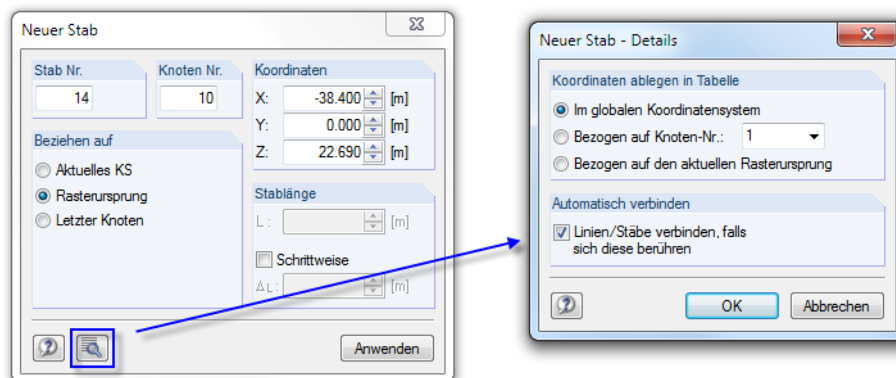 Neuer Stab
Stab Nr.
14
Knoten Nr.
10
Koordinaten
X: -38.400 [m]
Y: 0.000 [m]
Z: 22.690 [m]
Beziehen auf
Aktuelles KS
Rasterursprung
Letzter Knoten
Stablänge
L : [m]
Schrittweise
ΔL: [m]
Anwenden
Neuer Stab - Details
Koordinaten ablegen in Tabelle
Im globalen Koordinatensystem
Bezogen auf Knoten-Nr.: 1
Bezogen auf den aktuellen Rasterursprung
Automatisch verbinden
Linien/Stäbe verbinden, falls
sich diese berühren
OK
Abbrechen